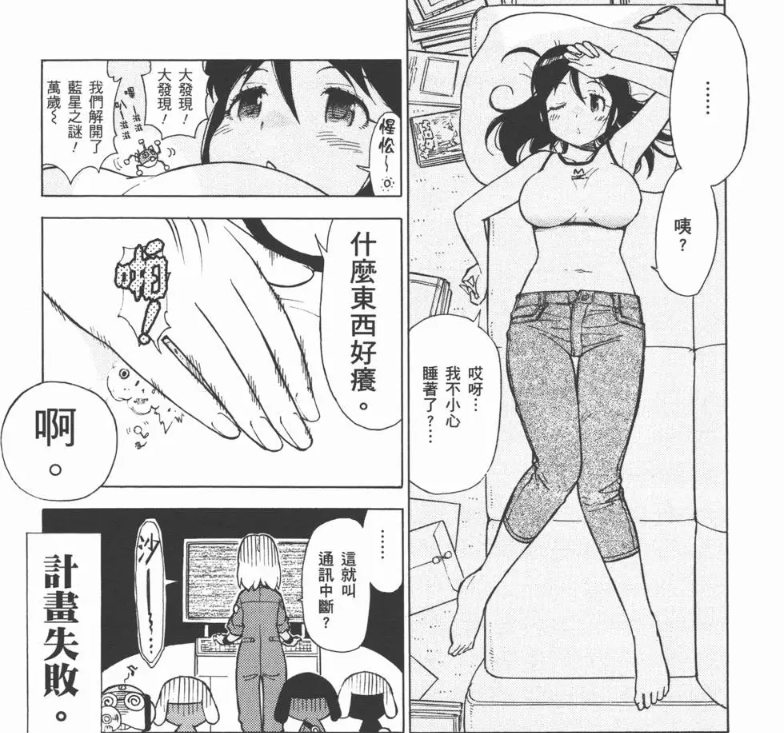 ……
咦？
哎呀…
我不小心
睡著了？…
惺忪～
大發現！
大發現！
我們解開了
藍星之謎！
萬歲～
什麼東西好癢。
啊。
……
這就叫
通訊中斷？
沙——……
計畫失敗。